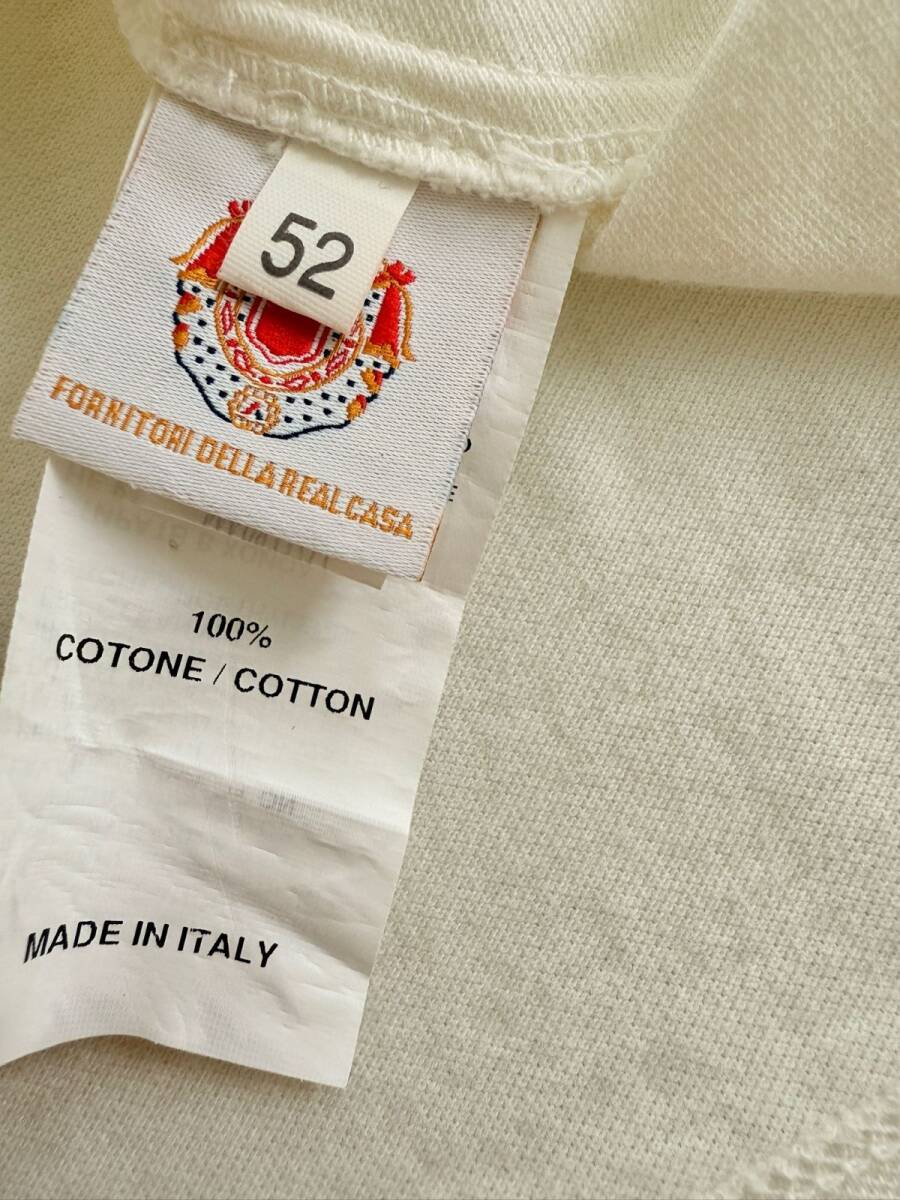 52
FORNITORI DELLA REAL CASA
100%
COTONE / COTTON
MADE IN ITALY